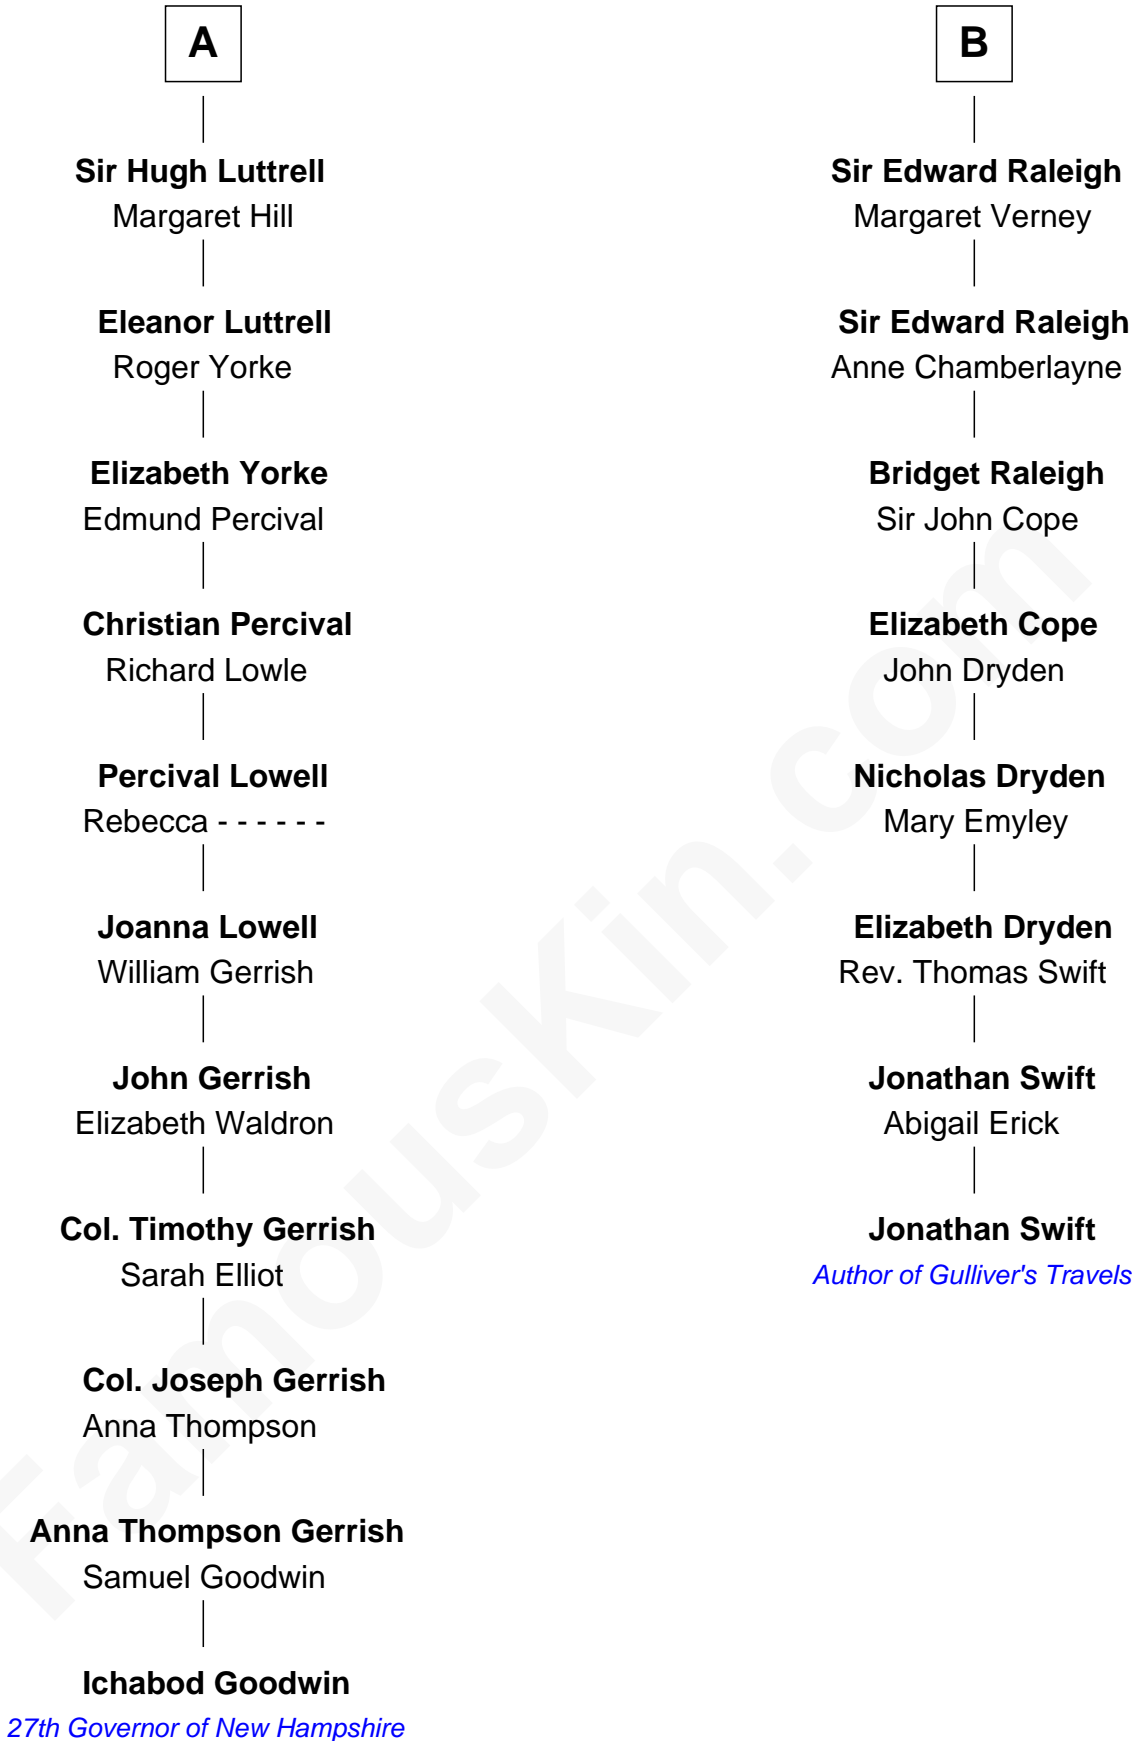 A
Sir Hugh Luttrell
Margaret Hill
Eleanor Luttrell
Roger Yorke
Elizabeth Yorke
Edmund Percival
Christian Percival
Richard Lowle
Percival Lowell
Rebecca - - - - - -
Joanna Lowell
William Gerrish
John Gerrish
Elizabeth Waldron
Col. Timothy Gerrish
Sarah Elliot
Col. Joseph Gerrish
Anna Thompson
Anna Thompson Gerrish
Samuel Goodwin
Ichabod Goodwin
27th Governor of New Hampshire
B
Sir Edward Raleigh
Margaret Verney
Sir Edward Raleigh
Anne Chamberlayne
Bridget Raleigh
Sir John Cope
Elizabeth Cope
John Dryden
Nicholas Dryden
Mary Emyley
Elizabeth Dryden
Rev. Thomas Swift
Jonathan Swift
Abigail Erick
Jonathan Swift
Author of Gulliver's Travels
FamousKin.com